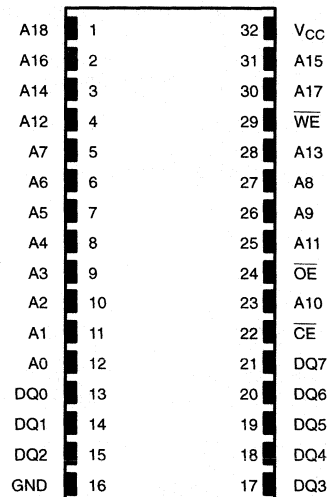 A18 1 32 VCC
A16 2 31 A15
A14 3 30 A17
A12 4 29 W̅E̅
A7 5 28 A13
A6 6 27 A8
A5 7 26 A9
A4 8 25 A11
A3 9 24 O̅E̅
A2 10 23 A10
A1 11 22 C̅E̅
A0 12 21 DQ7
DQ0 13 20 DQ6
DQ1 14 19 DQ5
DQ2 15 18 DQ4
GND 16 17 DQ3